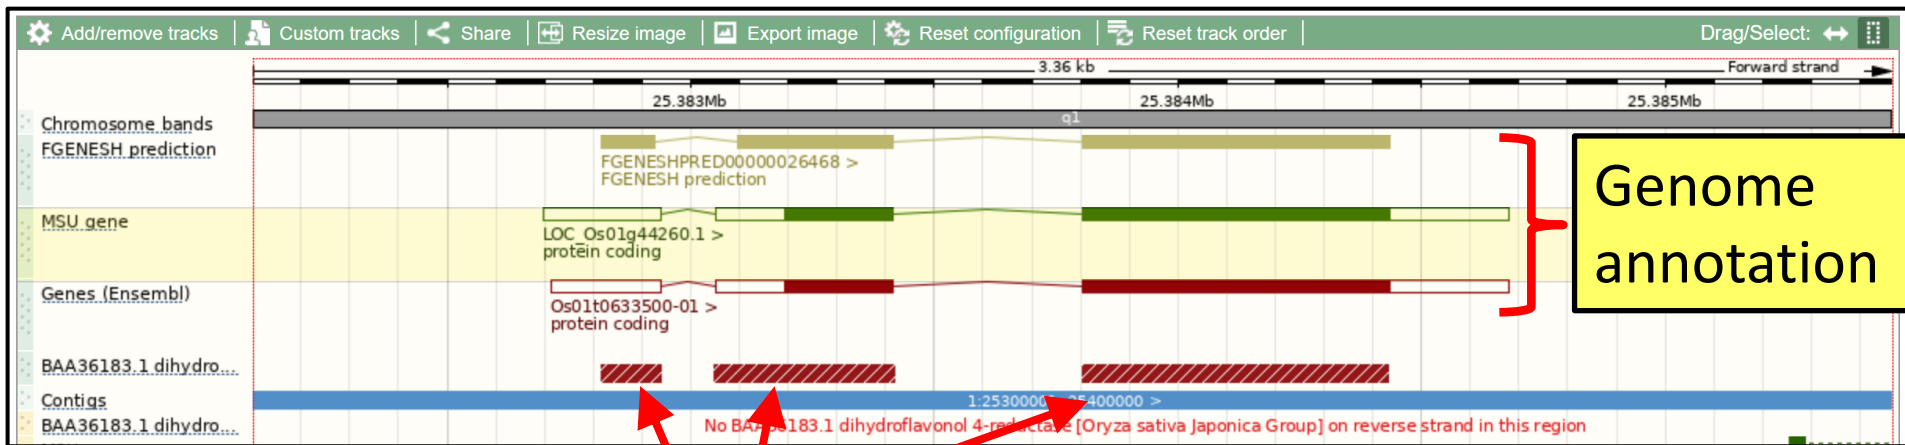 Add/remove tracks Custom tracks Share Resize image Export image Reset configuration Reset track order Drag/Select:
3.36 kb Forward strand
25.383Mb 25.384Mb 25.385Mb
Chromosome bands q1
FGENESH prediction
FGENESHPRED00000026468 >
FGENESH prediction
MSU gene
LOC_Os01g44260.1 >
protein coding
Genes (Ensembl)
Os01t0633500-01 >
protein coding
Genome
annotation
BAA36183.1 dihydro...
Contigs 5400000 >
BAA36183.1 dihydro... No BAA36183.1 dihydroflavonol 4-reductase [Oryza sativa Japonica Group] on reverse strand in this region